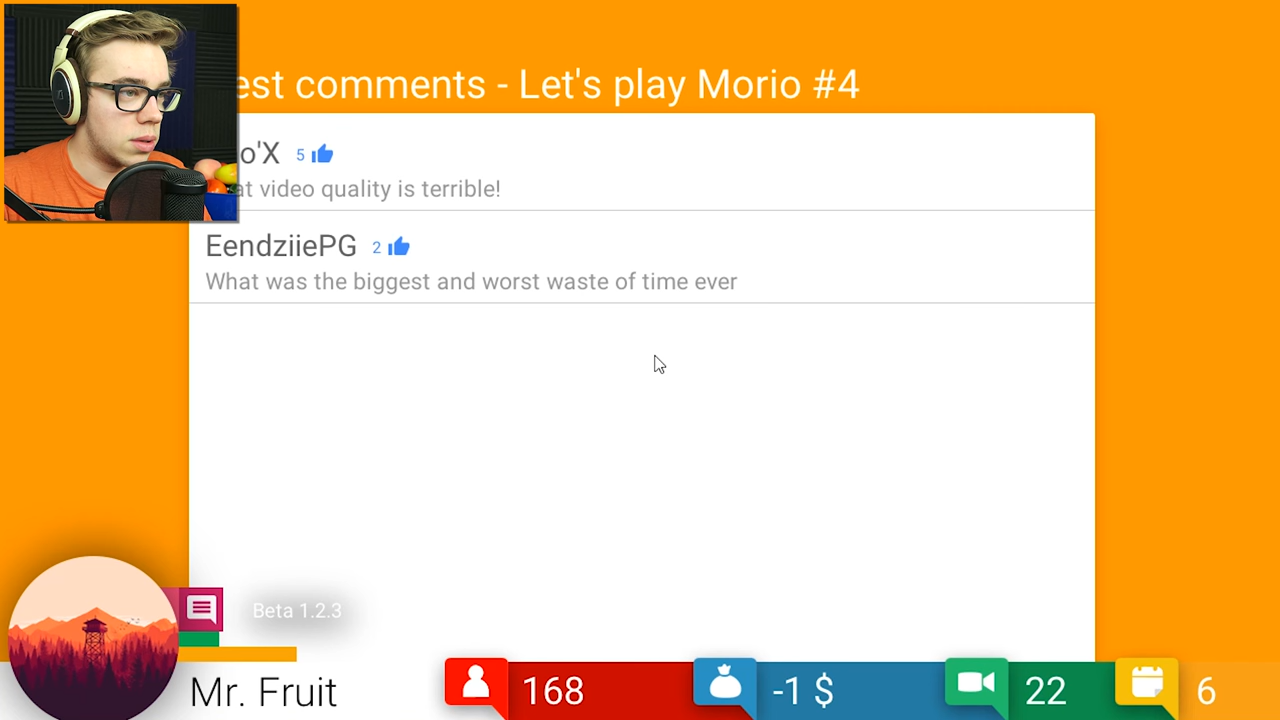 est comments - Let's play Morio #4
o'X 5
at video quality is terrible!
EendziiePG 2
What was the biggest and worst waste of time ever
Beta 1.2.3
Mr. Fruit
168
-1 $
22
6